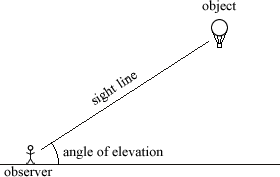 object
sight line
angle of elevation
observer